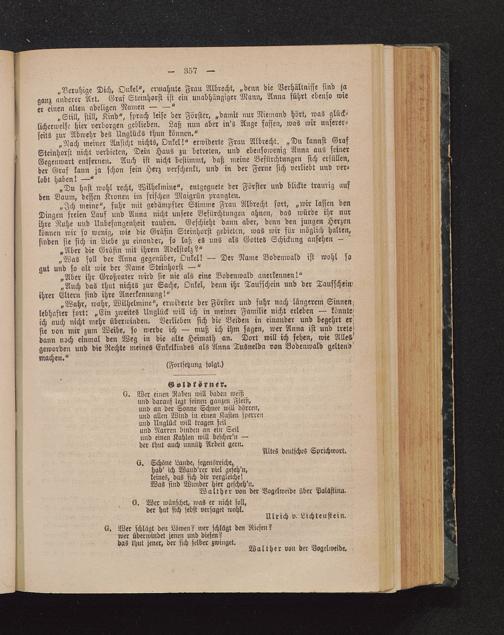 — 357 —
„Beruhige Dich, Onkel“, ermahnte Frau Albrecht, „denn die Verhältnisse sind ja
ganz anderer Art. Graf Steinhorst ist ein unabhängiger Mann, Anna führt ebenso wie
er einen alten adeligen Namen — —“
„Still, still, Kind“, sprach leise der Förster, „damit nur Niemand hört, was glück-
licherweise hier verborgen geblieben. Laß nun aber in's Auge fassen, was wir unserer-
seits zur Abwehr des Unglücks thun können.“
„Nach meiner Ansicht nichts, Onkel!“ erwiderte Frau Albrecht. „Du kannst Graf
Steinhorst nicht verbieten, Dein Haus zu betreten, und ebensowenig Anna aus seiner
Gegenwart entfernen. Auch ist nicht bestimmt, daß meine Befürchtungen sich erfüllen,
der Graf kann ja schon sein Herz verschenkt, und in der Ferne sich verliebt und ver-
lobt haben! —“
„Du hast wohl recht, Wilhelmine“, entgegnete der Förster und blickte traurig auf
den Baum, dessen Kronen im frischen Maigrün prangten.
„Ich meine“, fuhr mit gedämpfter Stimme Frau Albrecht fort, „wir lassen den
Dingen freien Lauf und Anna nicht unsere Befürchtungen ahnen, das würde ihr nur
ihre Ruhe und Unbefangenheit rauben. Geschieht dann aber, denn den jungen Herzen
können wir so wenig, wie die Gräfin Steinhorst gebieten, was wir für möglich halten,
finden sie sich in Liebe zu einander, so laß es uns als Gottes Schickung ansehen —
„Aber die Gräfin mit ihrem Adelsstolz?“
„Was soll der Anna gegenüber, Onkel! — Der Name Bodenwald ist wohl so
gut und so alt wie der Name Steinhorst —“
„Aber ihr Großvater wird sie nie als eine Bodenwald anerkennen!“
„Auch das thut nichts zur Sache, Onkel, denn ihr Taufschein und der Taufschein
ihrer Eltern sind ihre Anerkennung!“
„Wahr, wahr, Wilhelmine“, erwiderte der Förster und fuhr nach längerem Sinnen
lebhafter fort: „Ein zweites Unglück will ich in meiner Familie nicht erleben — könnte
ich auch nicht mehr überwinden. Verlieben sich die Beiden in einander und begehrt er
sie von mir zum Weibe, so werde ich — muß ich ihm sagen, wer Anna ist und trete
dann noch einmal den Weg in die alte Heimath an. Dort will ich sehen, wie Alles
geworden und die Rechte meines Enkelkindes als Anna Tusnelda von Bodenwald geltend
machen.“
(Fortsetzung folgt.)
Goldkörner.
G. Wer einen Raben will baden weiß
und darauf legt seinen ganzen Fleiß,
und an der Sonne Schnee will dörren,
und allen Wind in einen Kasten sperren
und Unglück will tragen feil
und Narren binden an ein Seil
und einen Kahlen will bescher'n —
der thut auch unnütz Arbeit gern.
Altes deutsches Sprichwort.
G. Schöne Lande, segensreiche,
hab' ich Wand'rer viel geseh'n,
keines, das sich dir vergleiche!
Was sind Wunder hier gescheh'n.
Walther von der Vogelweide über Palästina.
G. Wer wünschet, was er nicht soll,
der hat sich selbst versaget wohl.
Ulrich v. Lichtenstein.
G. Wer schlägt den Löwen? wer schlägt den Riesen?
wer überwindet jenen und diesen?
das thut jener, der sich selber zwinget.
Walther von der Vogelweide.